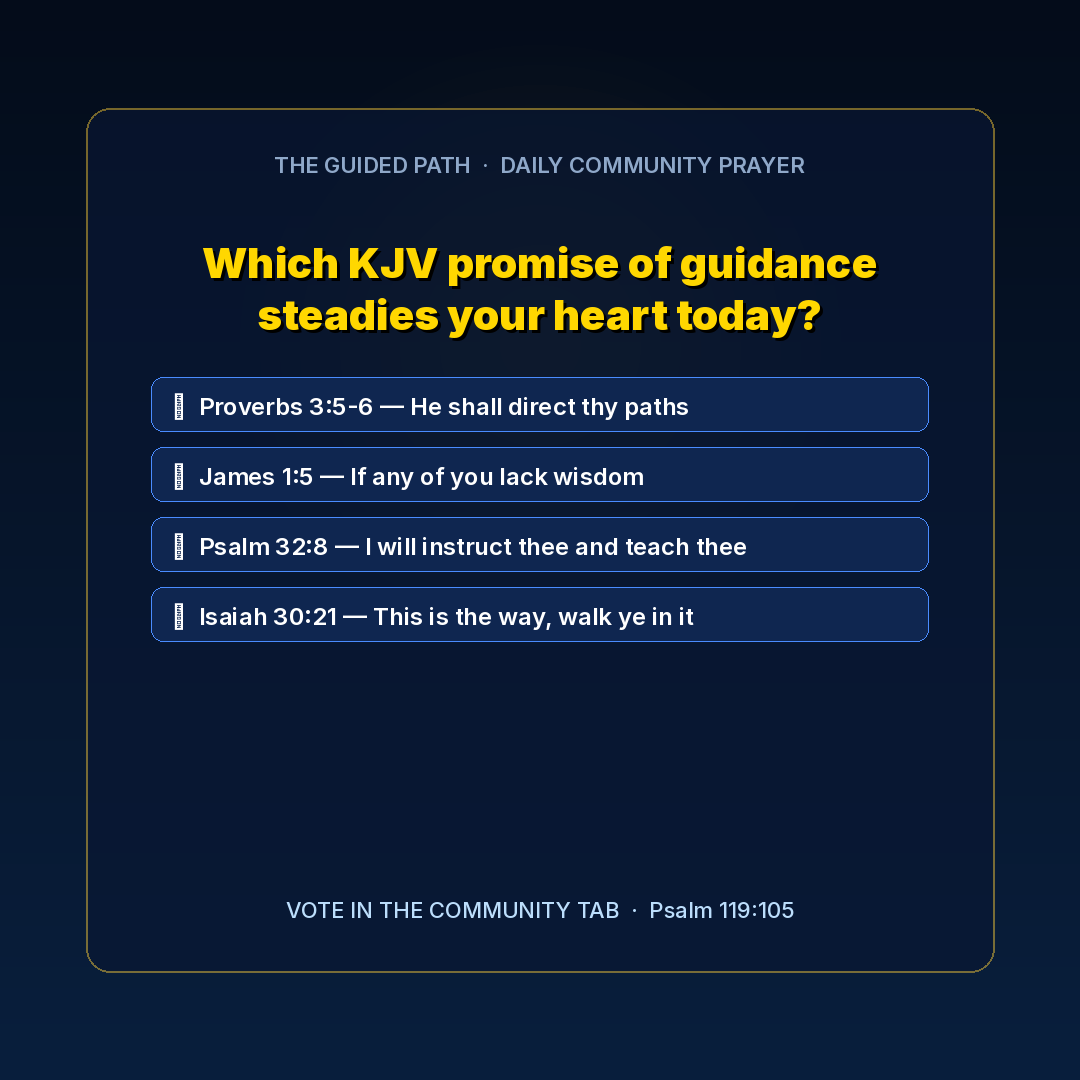 THE GUIDED PATH · DAILY COMMUNITY PRAYER
Which KJV promise of guidance
steadies your heart today?
Proverbs 3:5-6 — He shall direct thy paths
James 1:5 — If any of you lack wisdom
Psalm 32:8 — I will instruct thee and teach thee
Isaiah 30:21 — This is the way, walk ye in it
VOTE IN THE COMMUNITY TAB · Psalm 119:105